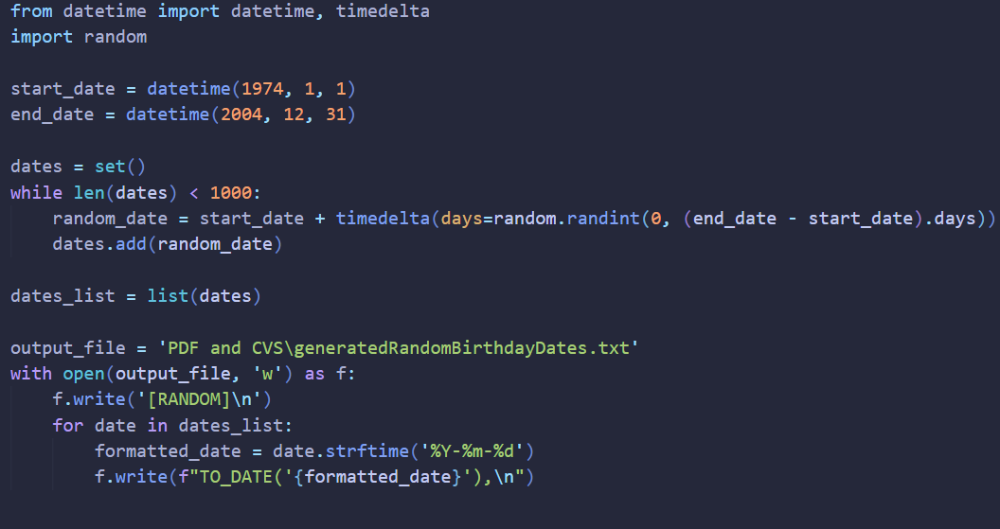 from datetime import datetime, timedelta
import random

start_date = datetime(1974, 1, 1)
end_date = datetime(2004, 12, 31)

dates = set()
while len(dates) < 1000:
    random_date = start_date + timedelta(days=random.randint(0, (end_date - start_date).days))
    dates.add(random_date)

dates_list = list(dates)

output_file = 'PDF and CVS\generatedRandomBirthdayDates.txt'
with open(output_file, 'w') as f:
    f.write('[RANDOM]\n')
    for date in dates_list:
        formatted_date = date.strftime('%Y-%m-%d')
        f.write(f"TO_DATE('{formatted_date}'),\n")